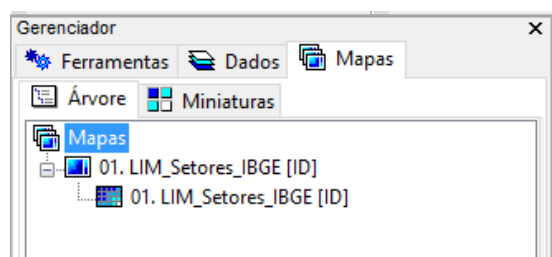 Gerenciador
Ferramentas Dados Mapas
Árvore Miniaturas
Mapas
01. LIM_Setores_IBGE [ID]
01. LIM_Setores_IBGE [ID]